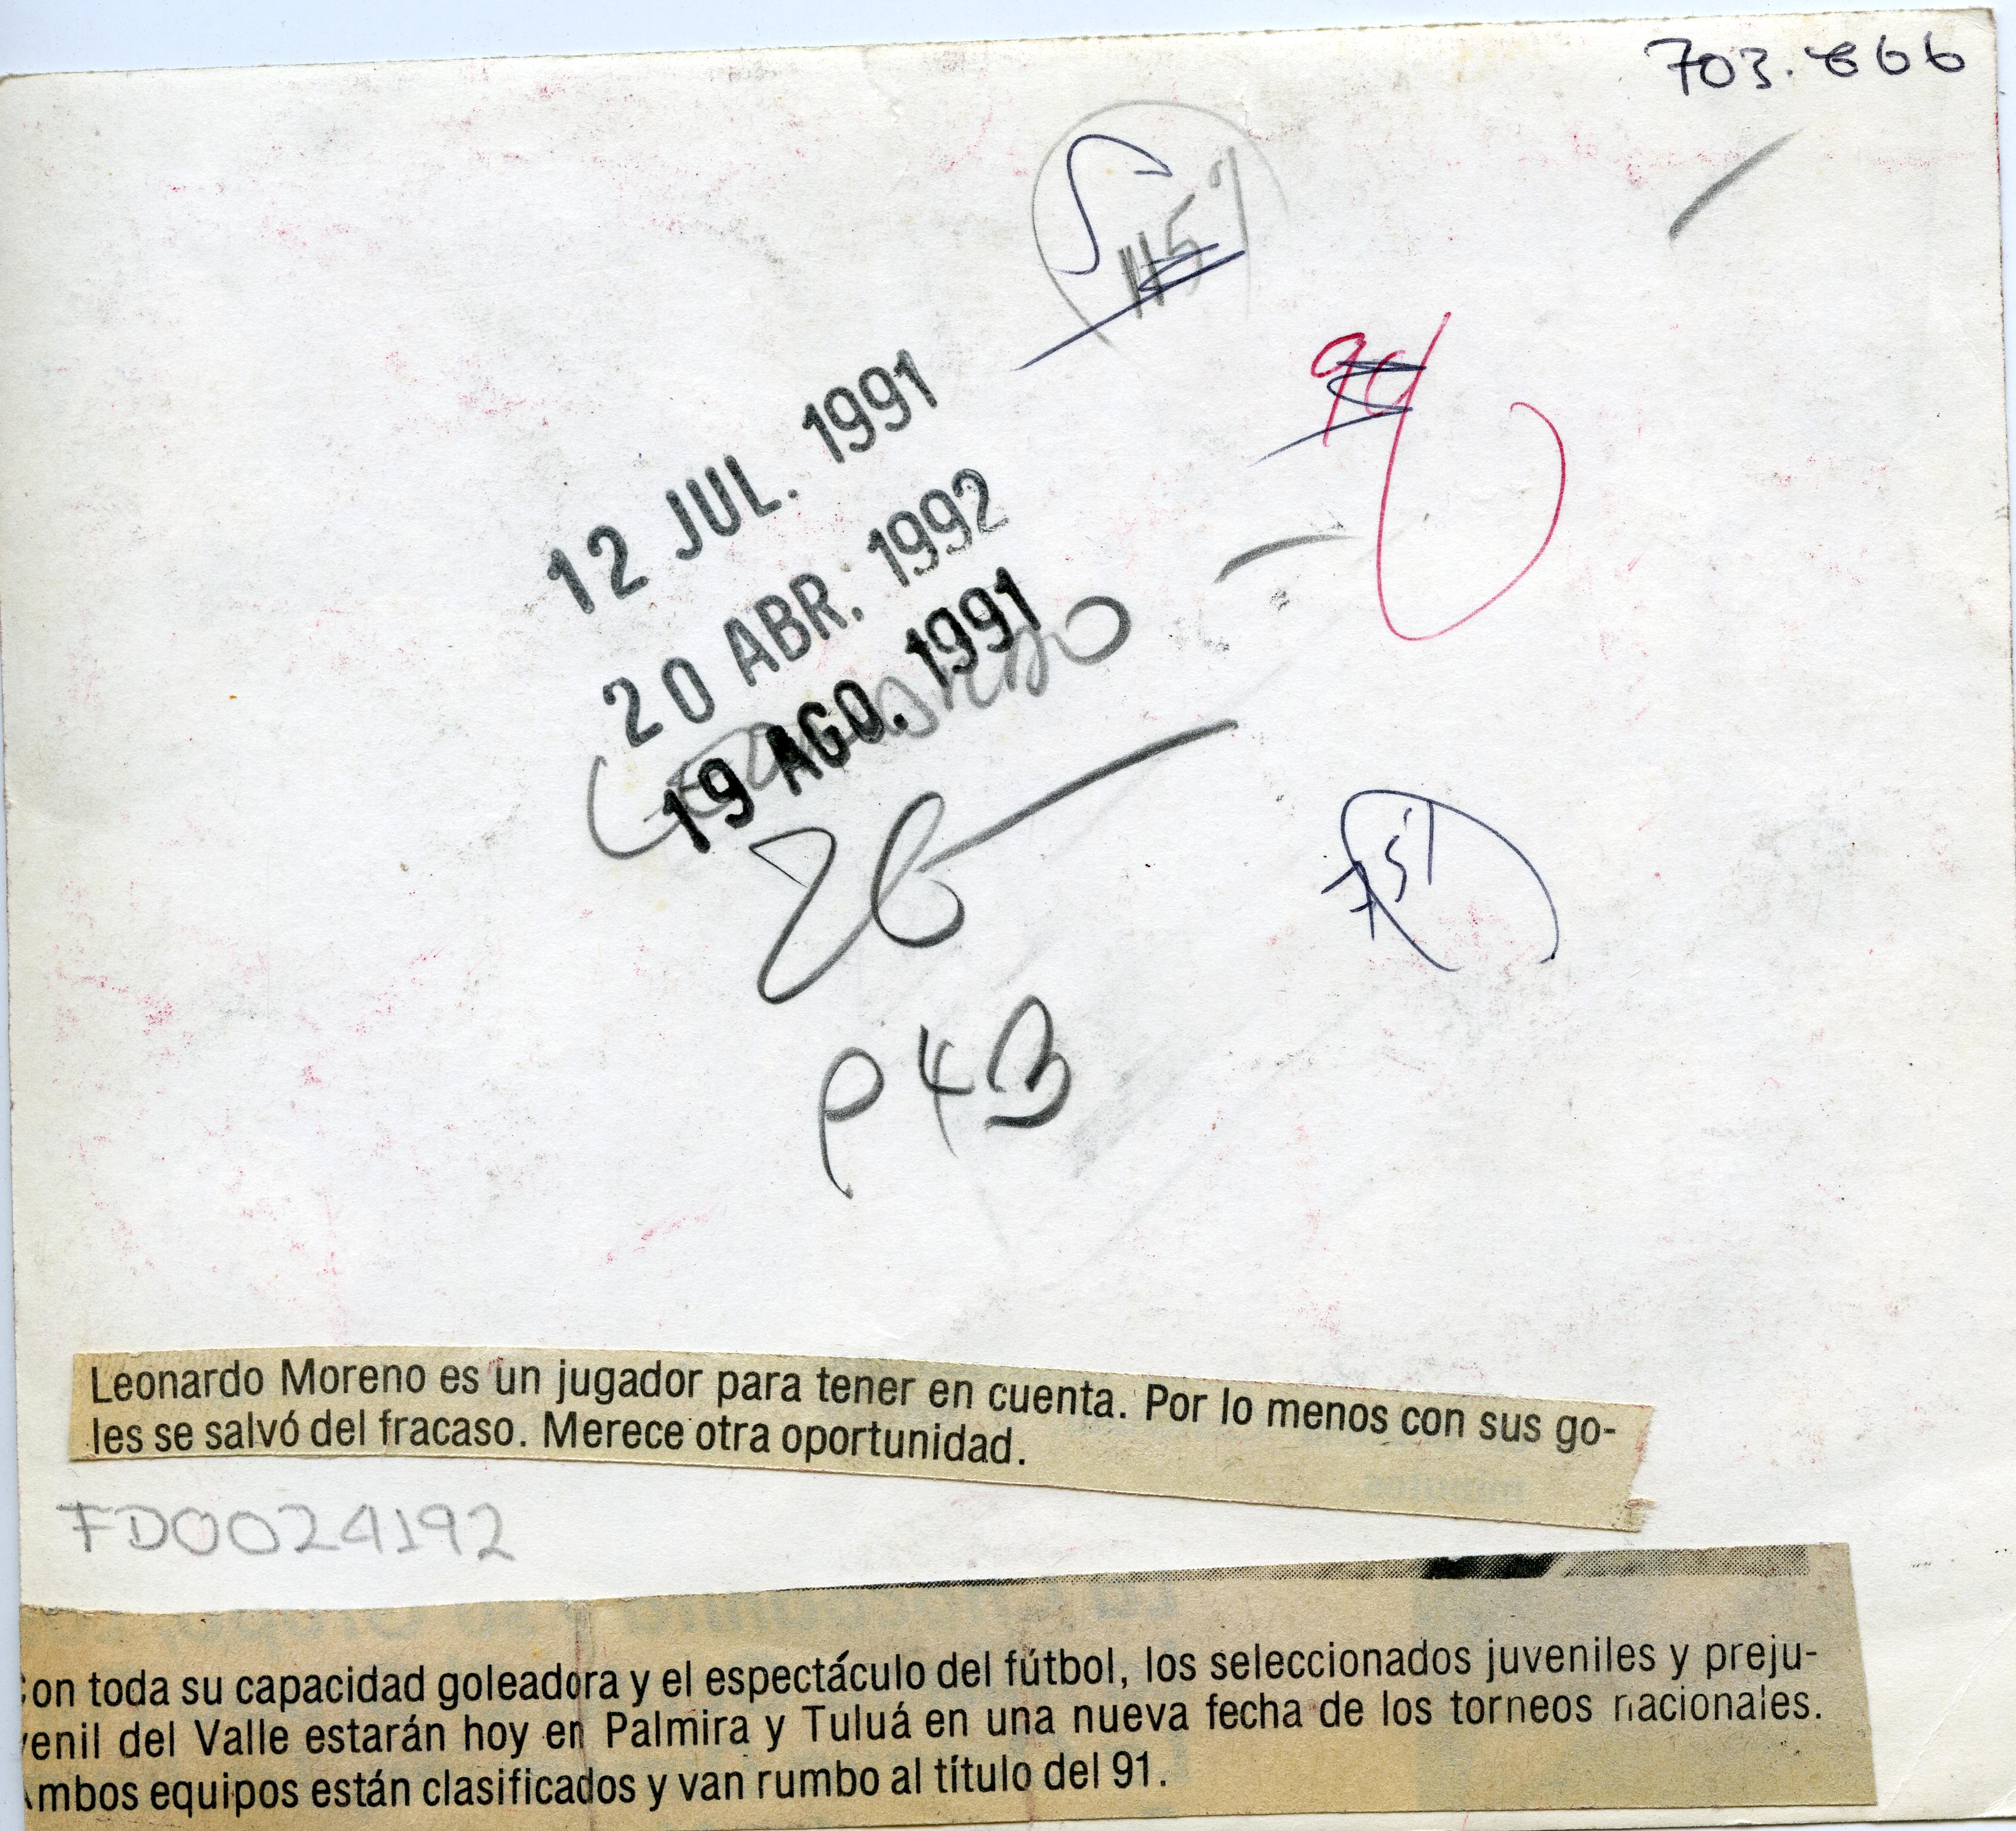 703.866
1157
12 JUL. 1991
20 ABR. 1992
19 AGO. 1991
Leonardo
26
P4B
Leonardo Moreno es un jugador para tener en cuenta. Por lo menos con sus go-
les se salvó del fracaso. Merece otra oportunidad.
FD0024192
Con toda su capacidad goleadora y el espectáculo del fútbol, los seleccionados juveniles y preju-
venil del Valle estarán hoy en Palmira y Tuluá en una nueva fecha de los torneos nacionales.
Ambos equipos están clasificados y van rumbo al título del 91.